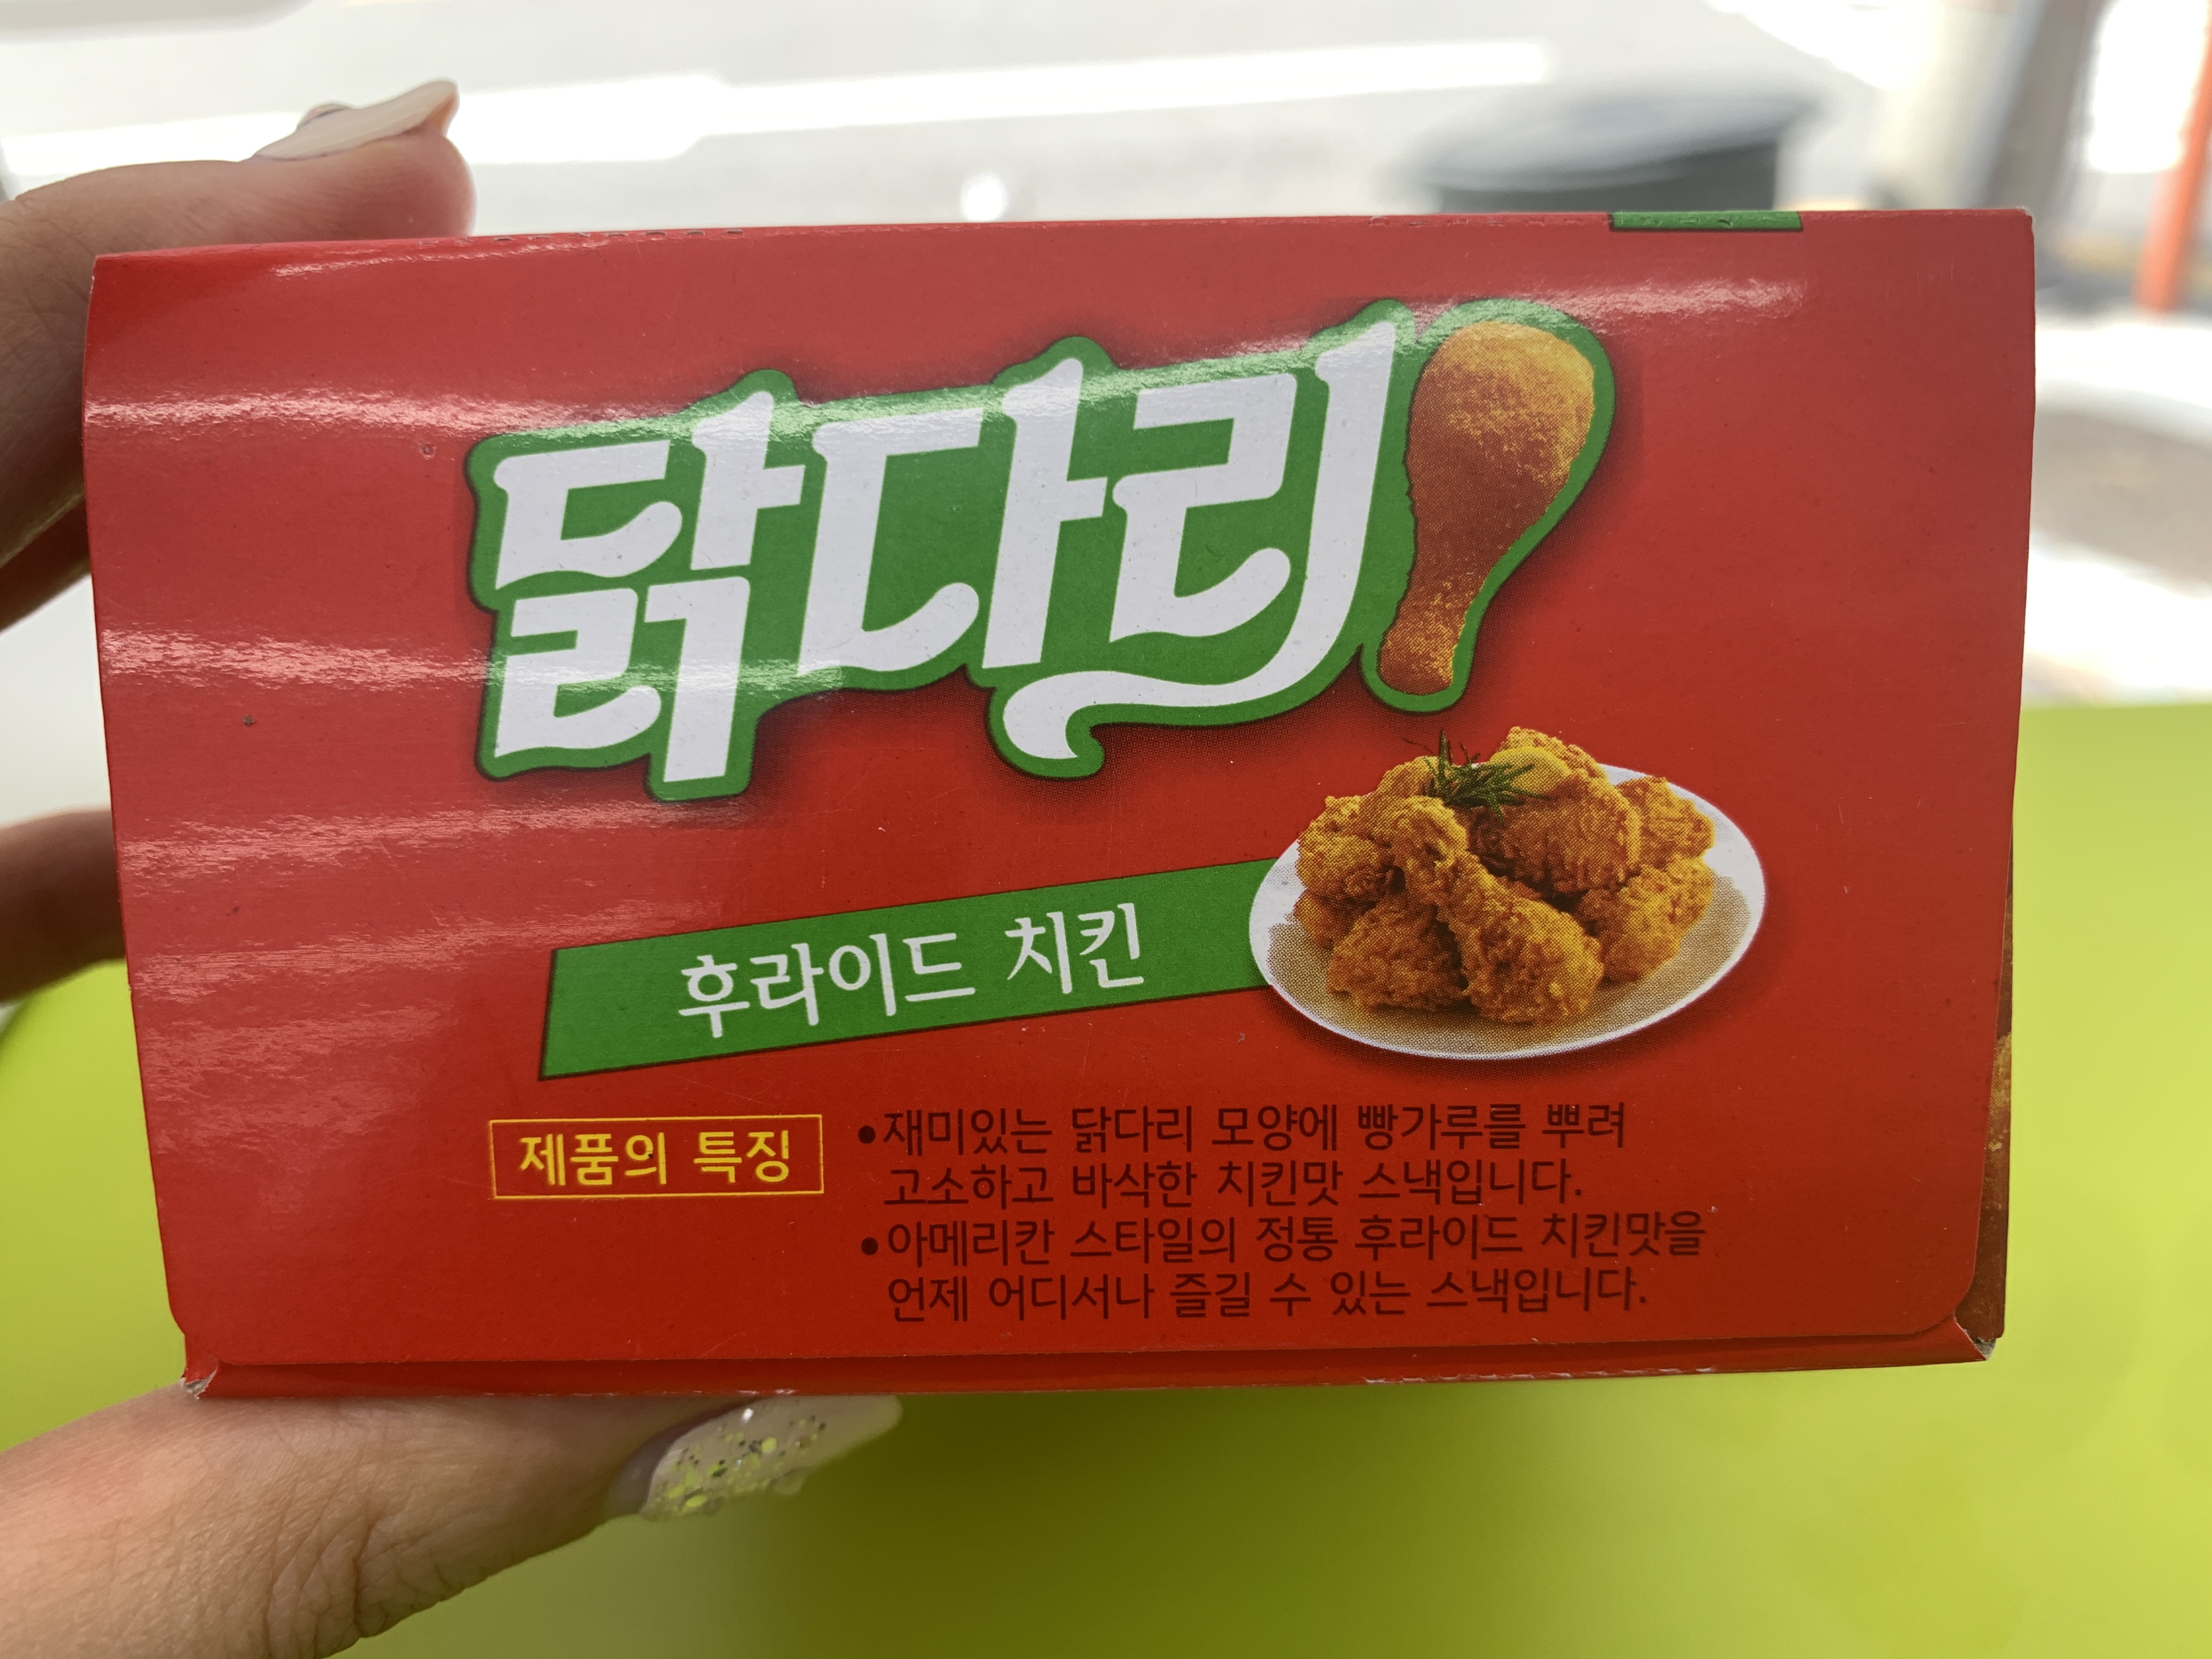 닭다리
후라이드 치킨
제품의 특징
•재미있는 닭다리 모양에 빵가루를 뿌려
고소하고 바삭한 치킨맛 스낵입니다.
•아메리칸 스타일의 정통 후라이드 치킨맛을
언제 어디서나 즐길 수 있는 스낵입니다.